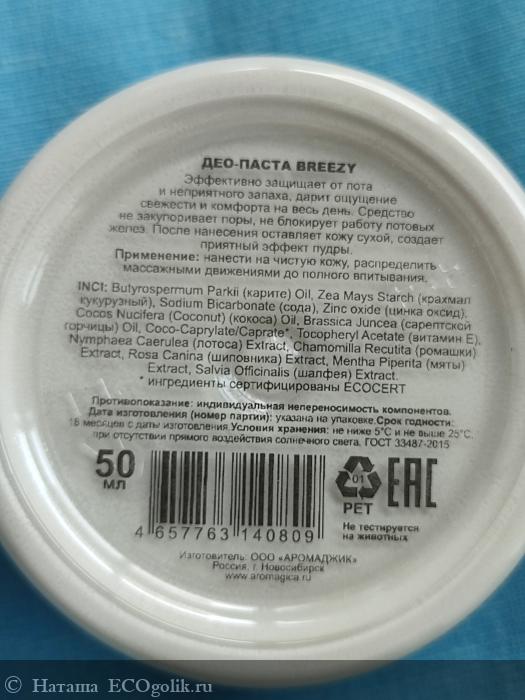 ДЕО-ПАСТА BREEZY
Эффективно защищает от пота
и неприятного запаха, дарит ощущение
свежести и комфорта на весь день. Средство
не закупоривает поры, не блокирует работу потовых
желез. После нанесения оставляет кожу сухой, создает
приятный эффект пудры.
Применение: нанести на чистую кожу, распределить
массажными движениями до полного впитывания.
INCI: Butyrospermum Parkii (карите) Oil, Zea Mays Starch (крахмал
кукурузный), Sodium Bicarbonate (сода), Zinc oxide (цинка оксид),
Cocos Nucifera (Coconut) (кокоса) Oil, Brassica Juncea (сарептской
горчицы) Oil, Coco-Caprylate/Caprate*, Tocopheryl Acetate (витамин Е),
Nymphaea Caerulea (лотоса) Extract, Chamomilla Recutita (ромашки)
Extract, Rosa Canina (шиповника) Extract, Mentha Piperita (мяты)
Extract, Salvia Officinalis (шалфея) Extract.
* ингредиенты сертифицированы ECOCERT
Противопоказание: индивидуальная непереносимость компонентов.
Дата изготовления (номер партии): указана на упаковке. Срок годности:
18 месяцев с даты изготовления. Условия хранения: не ниже 5°С и не выше 25°С,
при отсутствии прямого воздействия солнечного света. ГОСТ 33487-2015
50
МЛ
01
PET
EAC
Не тестируется
на животных
4 657763 140809
Изготовитель: ООО «АРОМАДЖИК»
Россия, г. Новосибирск
www.aromagica.ru
© Наташа ECOgolik.ru